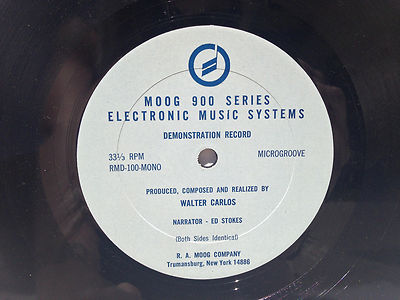 MOOG 900 SERIES
ELECTRONIC MUSIC SYSTEMS
DEMONSTRATION RECORD
33⅓ RPM MICROGROOVE
RMD-100-MONO
PRODUCED, COMPOSED AND REALIZED BY
WALTER CARLOS
NARRATOR - ED STOKES
(Both Sides Identical)
R. A. MOOG COMPANY
Trumansburg, New York 14886